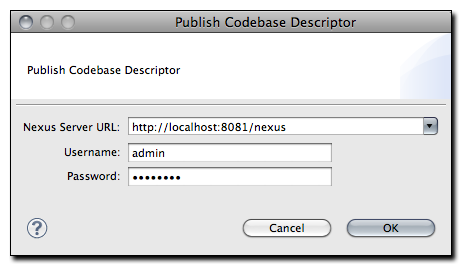 Publish Codebase Descriptor
Publish Codebase Descriptor
Nexus Server URL: http://localhost:8081/nexus
Username: admin
Password: ••••••••
?
Cancel OK